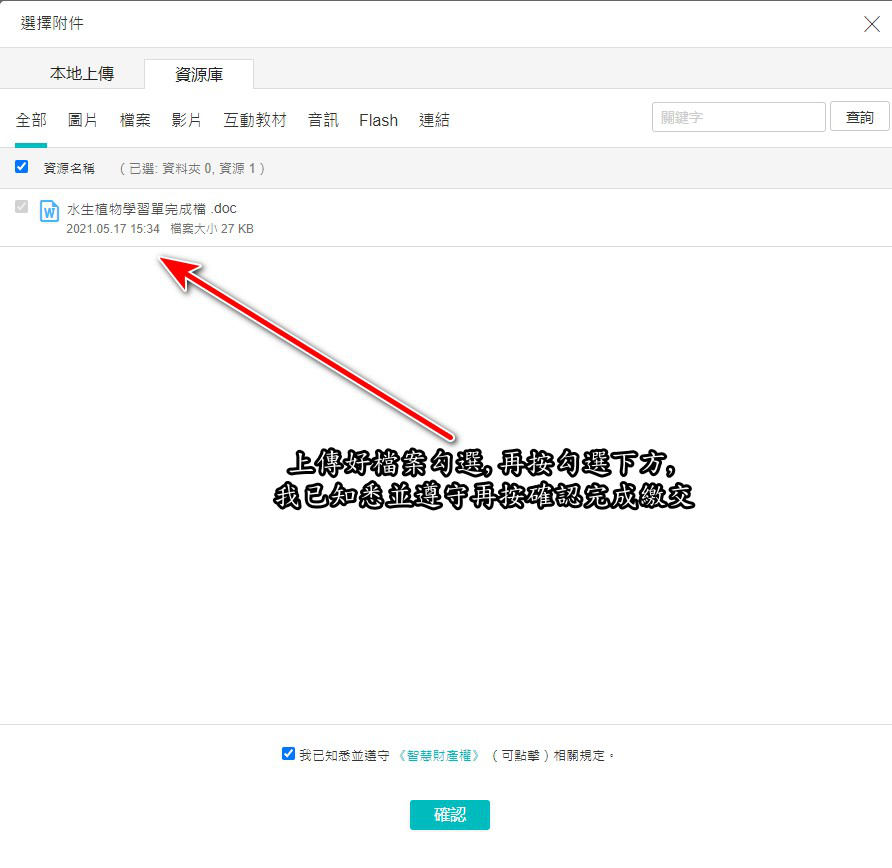 選擇附件
本地上傳 資源庫
全部 圖片 檔案 影片 互動教材 音訊 Flash 連結 關鍵字 查詢
資源名稱 ( 已選: 資料夾 0, 資源 1 )
水生植物學習單完成檔 .doc
2021.05.17 15:34 檔案大小 27 KB
上傳好檔案勾選,再按勾選下方,
我已知悉並遵守再按確認完成繳交
我已知悉並遵守《智慧財產權》（可點擊）相關規定。
確認